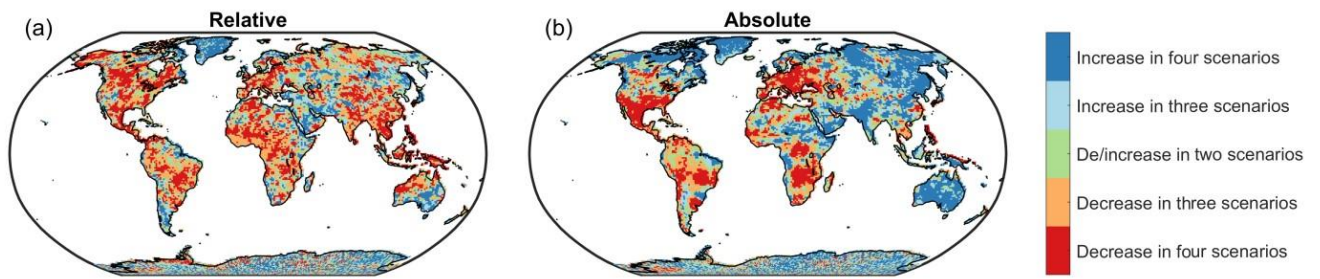 (a)
Relative
(b)
Absolute
Increase in four scenarios
Increase in three scenarios
De/increase in two scenarios
Decrease in three scenarios
Decrease in four scenarios